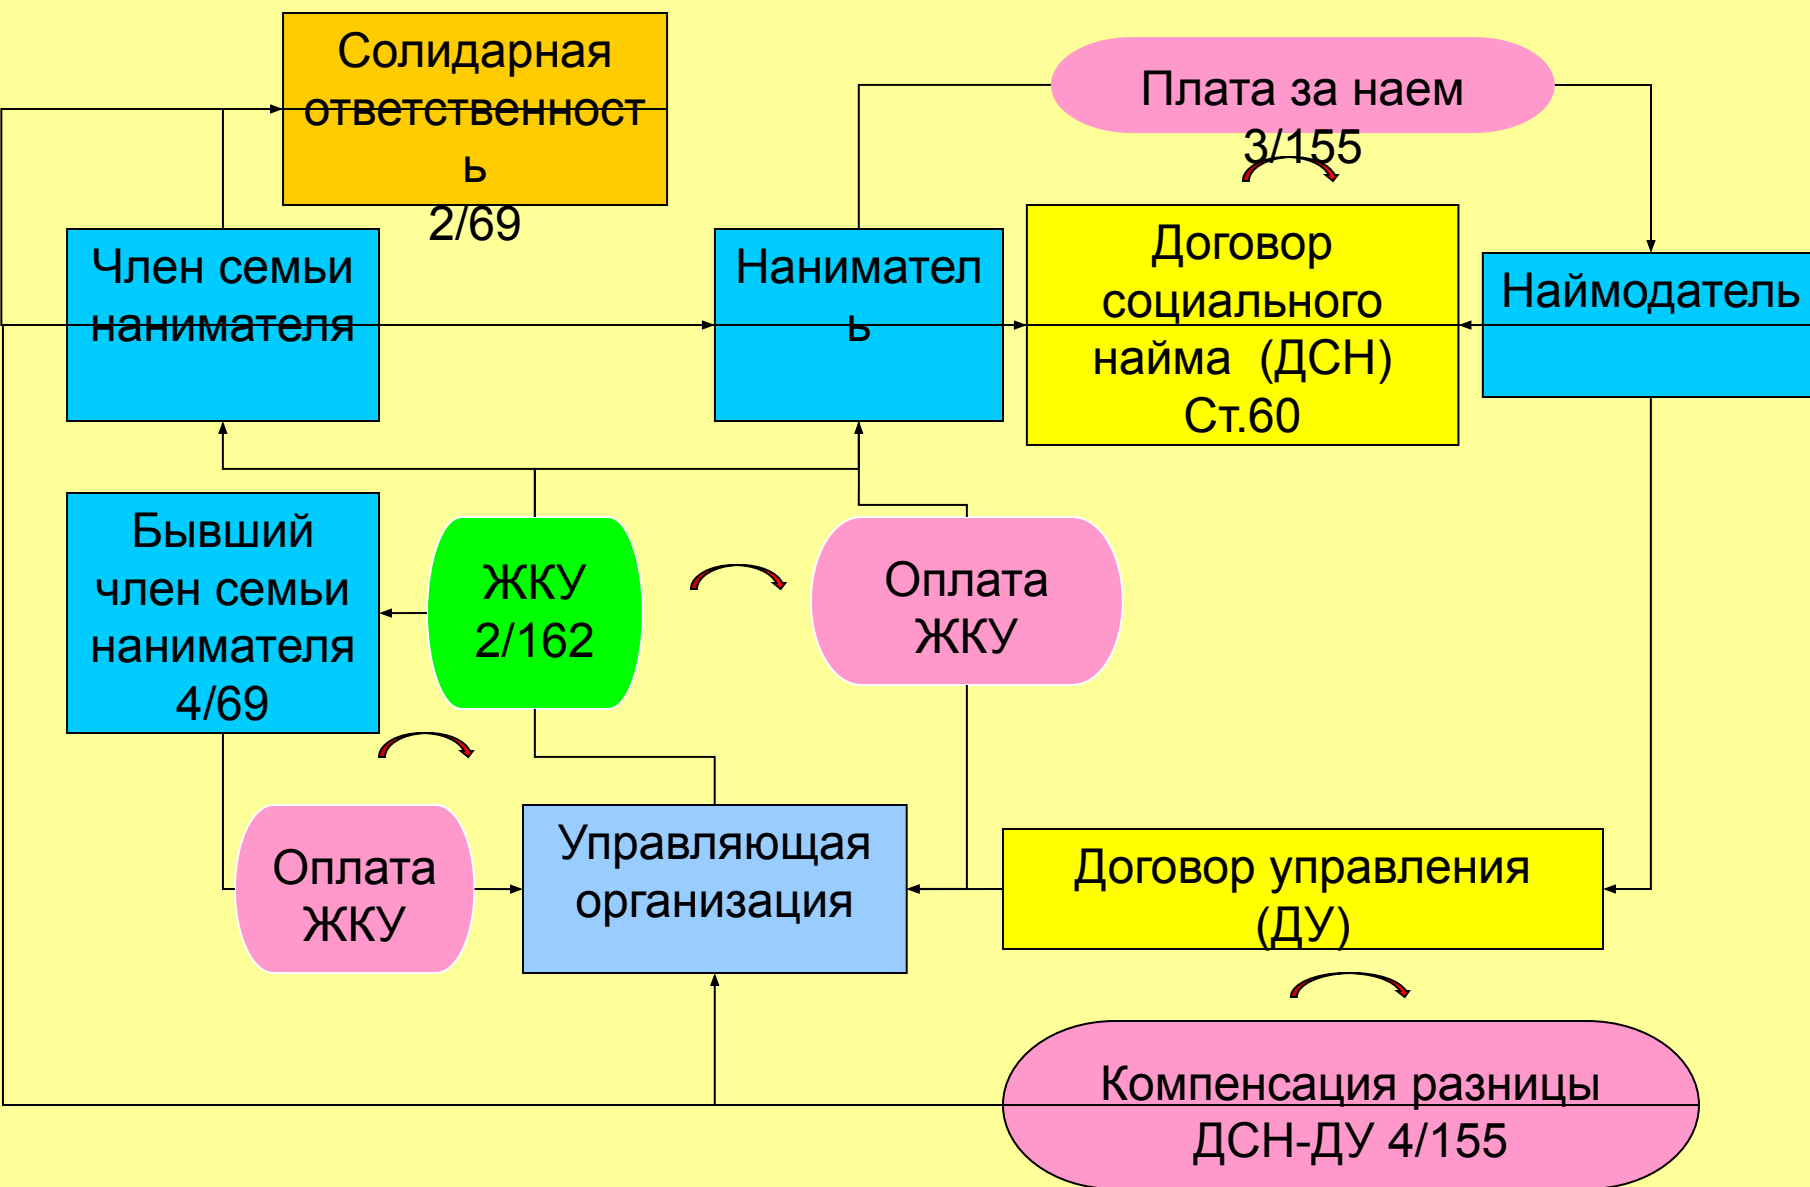 Солидарная
ответственност
ь
2/69
Плата за наем
3/155
Член семьи
нанимателя
Нанимател
ь
Договор
социального
найма (ДСН)
Ст.60
Наймодатель
Бывший
член семьи
нанимателя
4/69
ЖКУ
2/162
Оплата
ЖКУ
Оплата
ЖКУ
Управляющая
организация
Договор управления
(ДУ)
Компенсация разницы
ДСН-ДУ 4/155